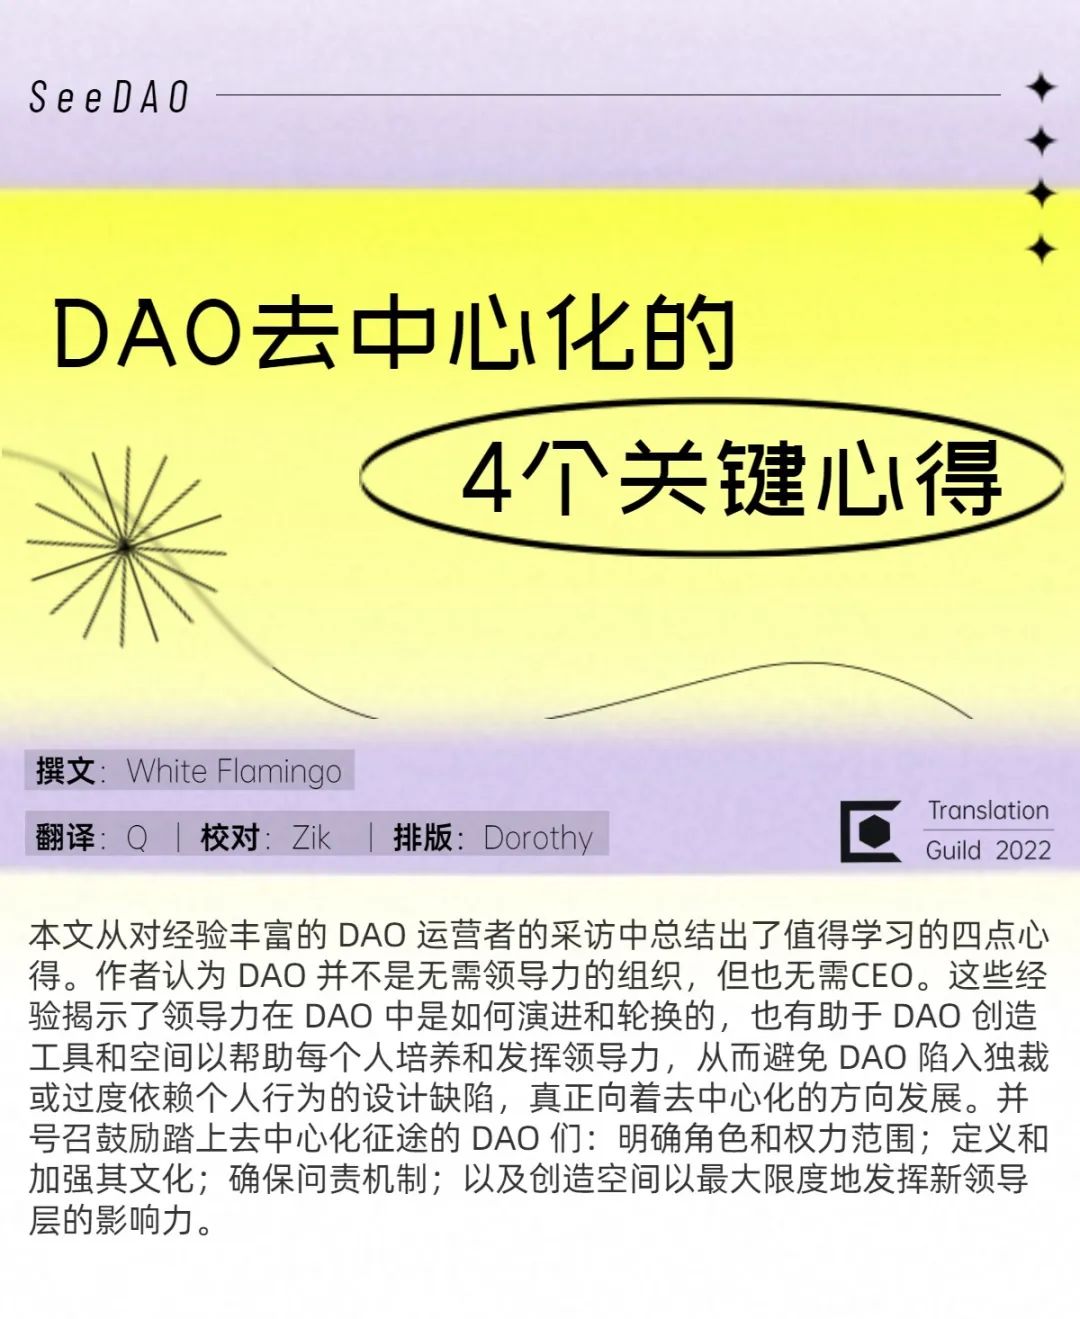 SeeDAO
DAO去中心化的
4个关键心得
撰文：White Flamingo
翻译：Q | 校对：Zik | 排版：Dorothy
Translation
Guild 2022
本文从对经验丰富的 DAO 运营者的采访中总结出了值得学习的四点心
得。作者认为 DAO 并不是无需领导力的组织，但也无需CEO。这些经
验揭示了领导力在 DAO 中是如何演进和轮换的，也有助于 DAO 创造
工具和空间以帮助每个人培养和发挥领导力，从而避免 DAO 陷入独裁
或过度依赖个人行为的设计缺陷，真正向着去中心化的方向发展。并
号召鼓励踏上去中心化征途的 DAO 们：明确角色和权力范围；定义和
加强其文化；确保问责机制；以及创造空间以最大限度地发挥新领导
层的影响力。